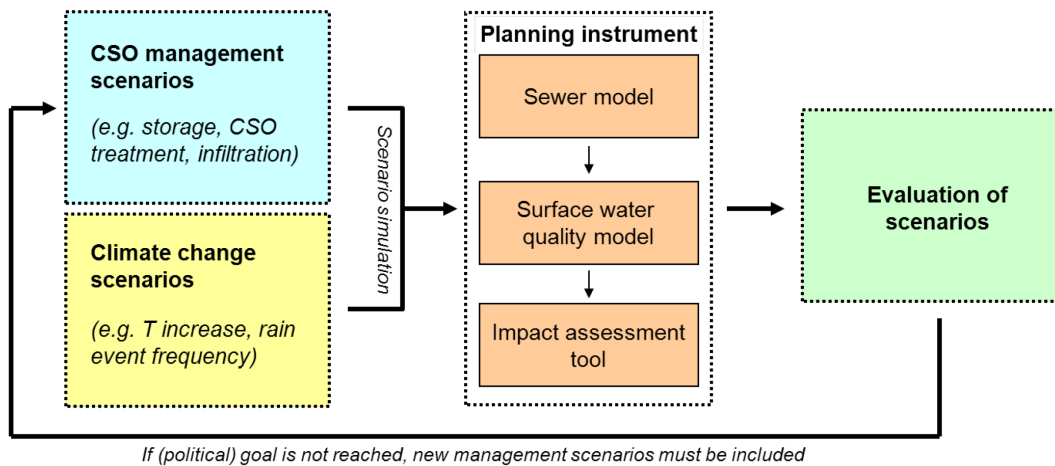 CSO management
scenarios
(e.g. storage, CSO
treatment, infiltration)
Climate change
scenarios
(e.g. T increase, rain
event frequency)
Scenario simulation
Planning instrument
Sewer model
Surface water
quality model
Impact assessment
tool
Evaluation of
scenarios
If (political) goal is not reached, new management scenarios must be included